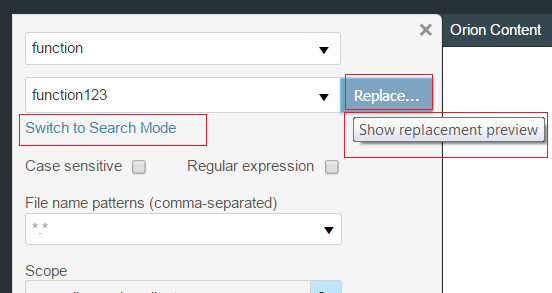 Orion Content
function
function123
Replace...
Switch to Search Mode
Show replacement preview
Case sensitive
Regular expression
File name patterns (comma-separated)
*.*
Scope